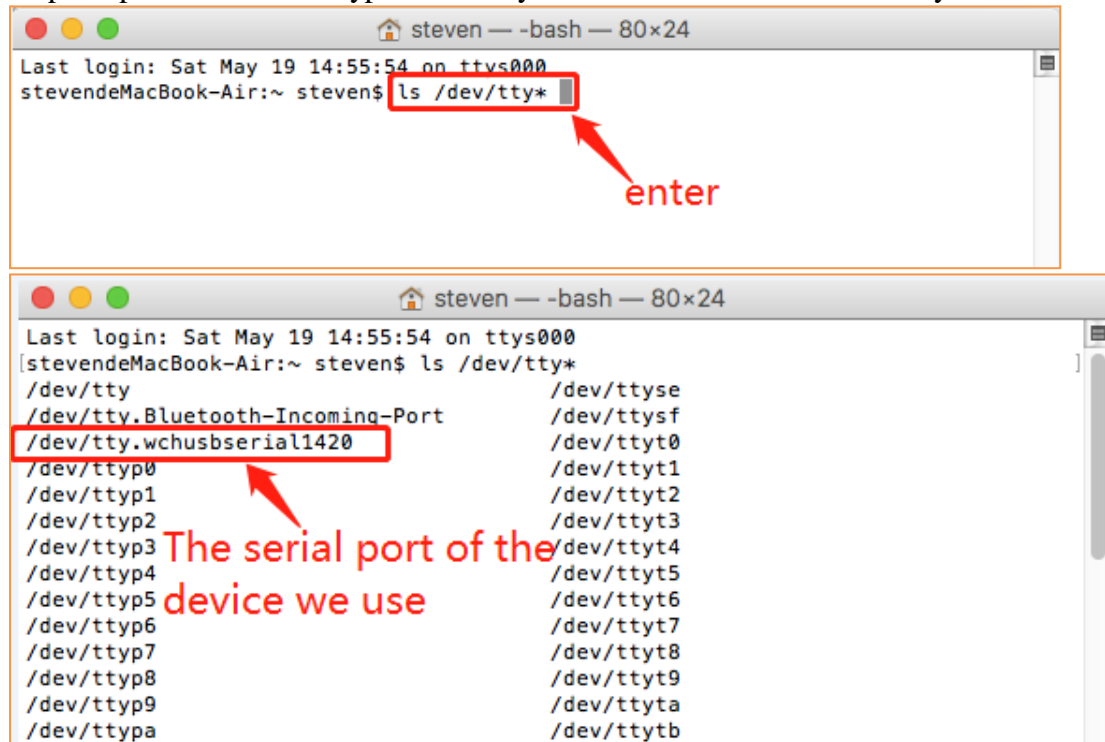 steven — -bash — 80×24
Last login: Sat May 19 14:55:54 on ttys000
stevendeMacBook-Air:~ steven$ ls /dev/tty*
enter
steven — -bash — 80×24
Last login: Sat May 19 14:55:54 on ttys000
[stevendeMacBook-Air:~ steven$ ls /dev/tty* ]
/dev/tty /dev/ttyse
/dev/tty.Bluetooth-Incoming-Port /dev/ttysf
/dev/tty.wchusbserial1420 /dev/ttyt0
/dev/ttyp0 /dev/ttyt1
/dev/ttyp1 /dev/ttyt2
/dev/ttyp2 /dev/ttyt3
/dev/ttyp3 /dev/ttyt4
/dev/ttyp4 /dev/ttyt5
/dev/ttyp5 /dev/ttyt6
/dev/ttyp6 /dev/ttyt7
/dev/ttyp7 /dev/ttyt8
/dev/ttyp8 /dev/ttyt9
/dev/ttyp9 /dev/ttyta
/dev/ttypa /dev/ttytb
The serial port of the
device we use